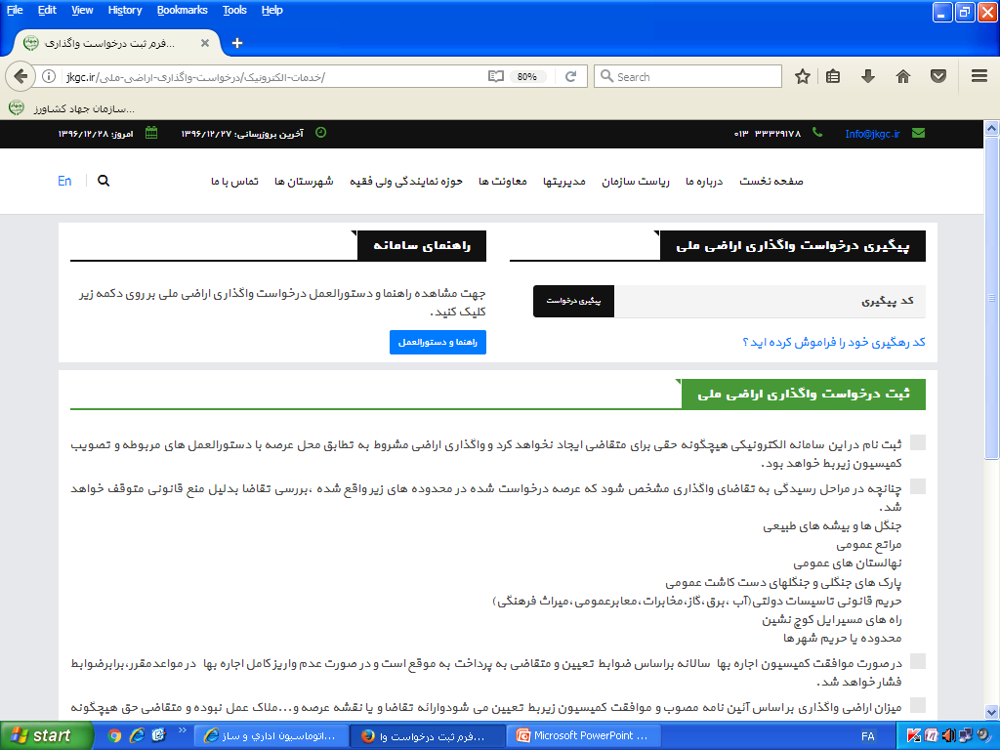 File Edit View History Bookmarks Tools Help
فرم ثبت درخواست واگذاری...
jkgc.ir/خدمات-الکترونیک/درخواست-واگذاری-اراضی-ملی/
80%
Search
سازمان جهاد کشاورز...
Info@jkgc.ir ۰۱۳ ۳۳۳۲۹۱۷۸ آخرین بروزرسانی: ۱۳۹۶/۱۲/۲۷ امروز: ۱۳۹۶/۱۲/۲۸
صفحه نخست درباره ما ریاست سازمان مدیریتها معاونت ها حوزه نمایندگی ولی فقیه شهرستان ها تماس با ما En
پیگیری درخواست واگذاری اراضی ملی
کد پیگیری پیگیری درخواست
کد رهگیری خود را فراموش کرده اید ؟
راهنمای سامانه
جهت مشاهده راهنما و دستورالعمل درخواست واگذاری اراضی ملی بر روی دکمه زیر
کلیک کنید.
راهنما و دستورالعمل
ثبت درخواست واگذاری اراضی ملی
ثبت نام در این سامانه الکترونیکی هیچگونه حقی برای متقاضی ایجاد نخواهد کرد و واگذاری اراضی مشروط به تطابق محل عرصه با دستورالعمل های مربوطه و تصویب
کمیسیون زیربط خواهد بود.
چنانچه در مراحل رسیدگی به تقاضای واگذاری مشخص شود که عرصه درخواست شده در محدوده های زیر واقع شده ،بررسی تقاضا بدلیل منع قانونی متوقف خواهد
شد.
جنگل ها و بیشه های طبیعی
مراتع عمومی
نهالستان های عمومی
پارک های جنگلی و جنگلهای دست کاشت عمومی
حریم قانونی تاسیسات دولتی(آب ،برق،گاز،مخابرات،معابرعمومی،میراث فرهنگی)
راه های مسیر ایل کوچ نشین
محدوده یا حریم شهر ها
در صورت موافقت کمیسیون اجاره بها سالانه براساس ضوابط تعیین و متقاضی به پرداخت به موقع است و در صورت عدم واریز کامل اجاره بها در مواعدمقرر،برابرضوابط
فشار خواهد شد.
میزان اراضی واگذاری بر اساس آئین نامه مصوب و موافقت کمیسیون زیربط تعیین می شودوارائه تقاضا و یا نقشه عرصه و...ملاک عمل نبوده و متقاضی حق هیچگونه
start اتوماسیون اداري و ساز... فرم ثبت درخواست وا... Microsoft PowerPoint ... FA